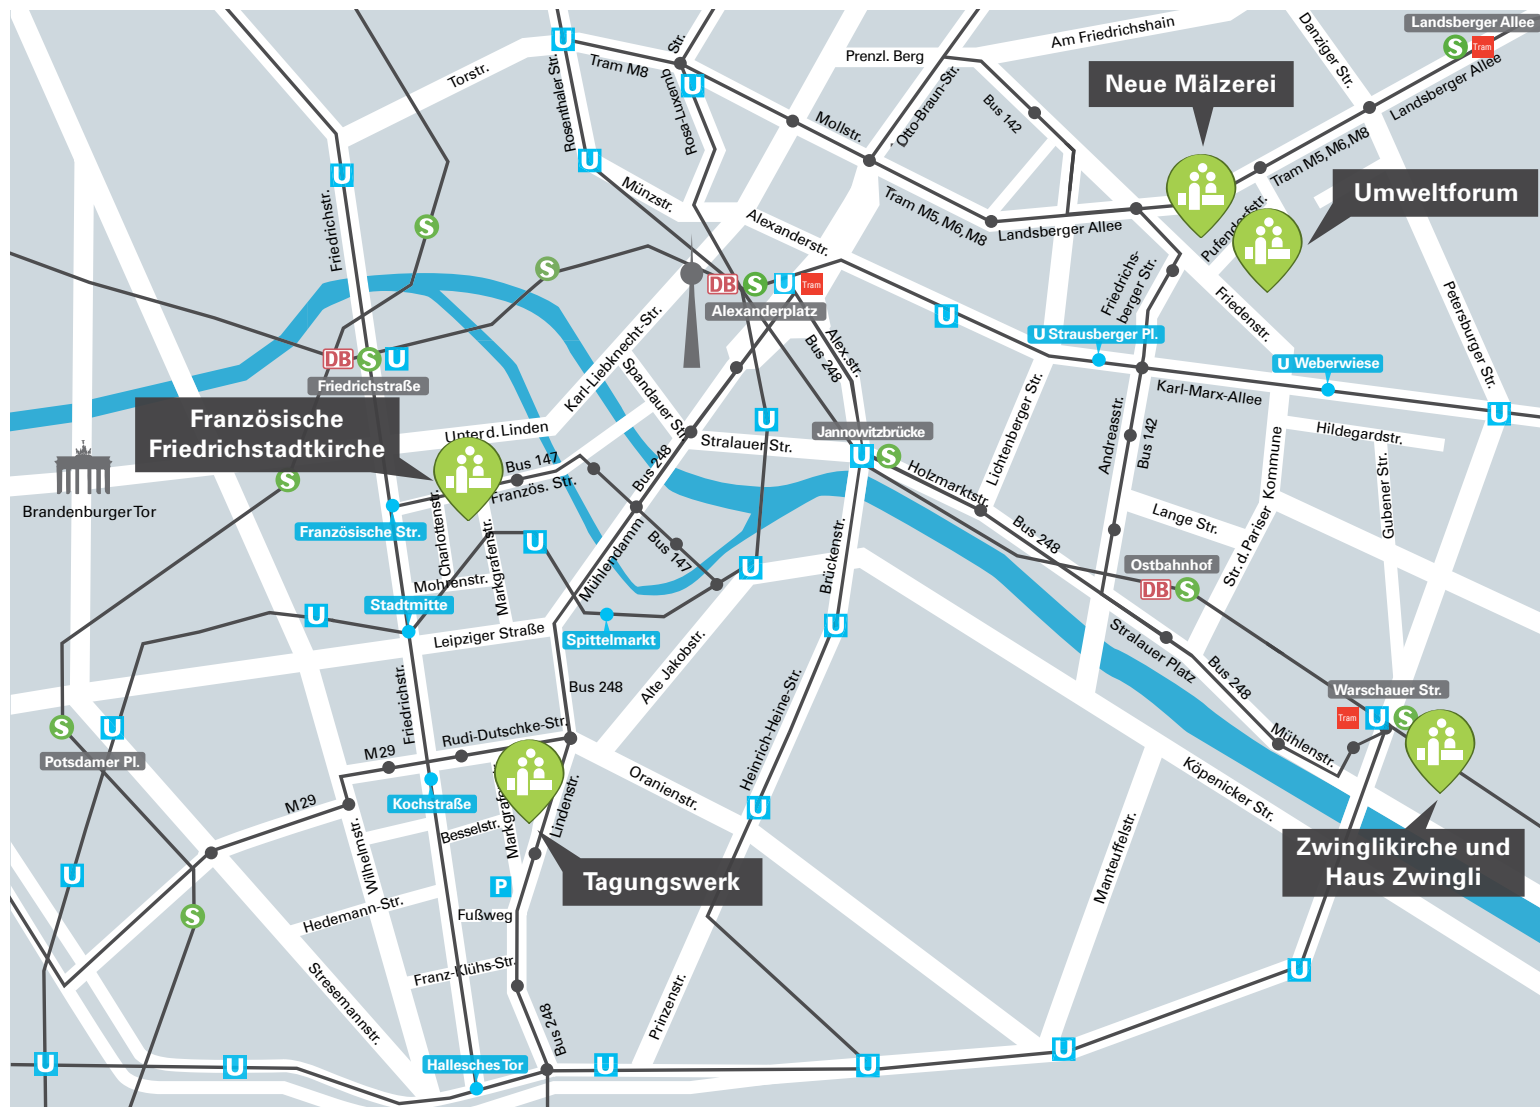 Landsberger Allee
S
Tram
Landsberger Allee
Danziger Str.
Am Friedrichshain
Prenzl. Berg
Neue Mälzerei
Umweltforum
Tram M5, M6, M8
Pufendorfstr.
Bus 142
Otto-Braun-Str.
Mollstr.
Tram M5, M6, M8
Landsberger Allee
U
Tram M8
Str.
U
Rosa-Luxemb
Rosenthaler Str.
U
Torstr.
U
Friedrichstr.
S
S
Münzstr.
Alexanderstr.
DB
S
U
Tram
Alexanderplatz
Alex.str.
Bus 248
U
Friedrichs-
berger Str.
Friedenstr.
Petersburger Str.
U Strausberger Pl.
U Weberwiese
Karl-Marx-Allee
U
DB
S
U
Friedrichstraße
Karl-Liebknecht-Str.
Spandauer Str.
Französische
Friedrichstadtkirche
Unter d. Linden
Bus 147
Französ. Str.
S
Brandenburger Tor
Französische Str.
Charlottenstr.
Markgrafenstr.
Mohrenstr.
Stadtmitte
U
U
Bus 248
Stralauer Str.
U
Jannowitzbrücke
U
S
Holzmarktstr.
Lichtenberger Str.
Andreasstr.
Bus 142
Hildegardstr.
Gubener Str.
Str. d. Pariser Kommune
Lange Str.
Bus 248
Ostbahnhof
DB
S
Mühlendamm
Bus 147
U
Brückenstr.
U
Spittelmarkt
Leipziger Straße
Alte Jakobstr.
Bus 248
Stralauer Platz
Bus 248
Mühlenstr.
Warschauer Str.
Tram
U
S
Köpenicker Str.
Zwinglikirche und
Haus Zwingli
S
U
Potsdamer Pl.
Friedrichstr.
M29
Rudi-Dutschke-Str.
M29
Kochstraße
Besselstr.
Markgrafe
Lindenstr.
Oranienstr.
Heinrich-Heine-Str.
U
Tagungswerk
P
Fußweg
Wilhelmstr.
Hedemann-Str.
Franz-Klühs-Str.
Stresemannstr.
U
S
Manteuffelstr.
Prinzenstr.
Bus 248
Hallesches Tor
U
U
U
U
U
U